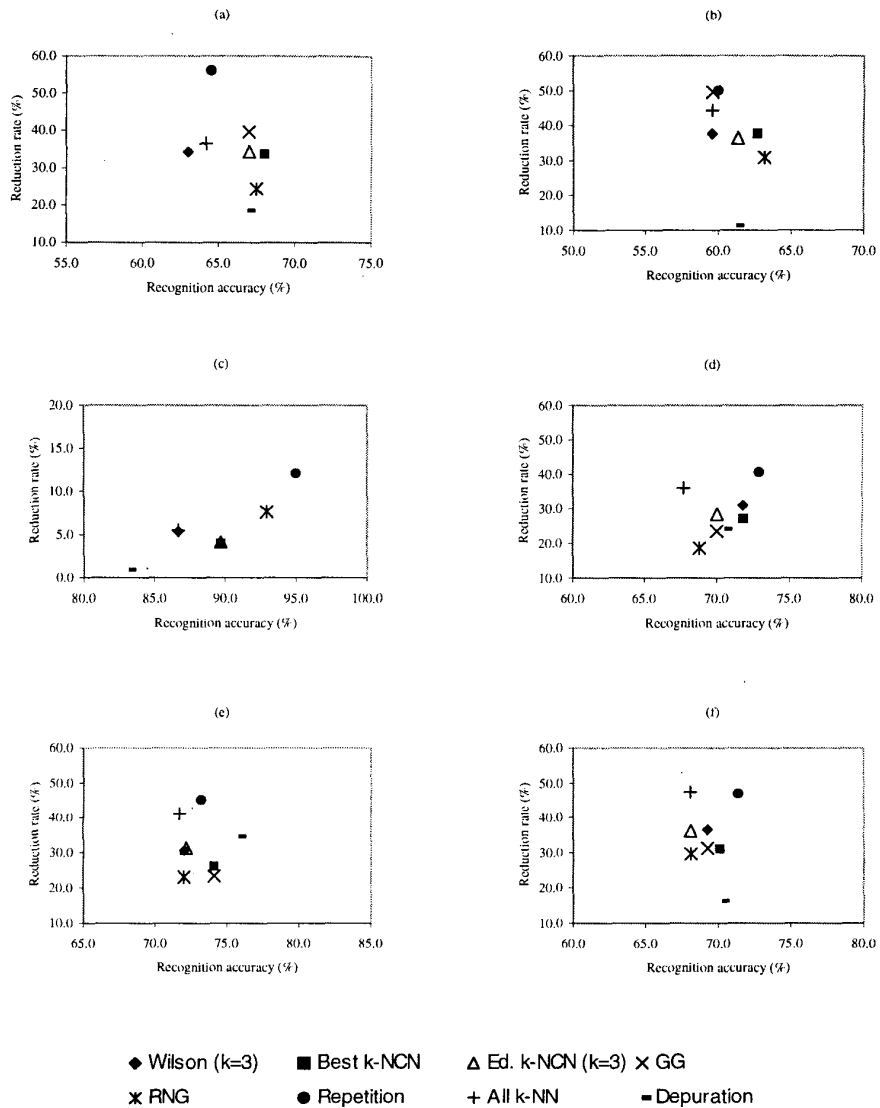 (a)
60.0
50.0
40.0
30.0
20.0
10.0
Reduction rate (%)
55.0 60.0 65.0 70.0 75.0
Recognition accuracy (%)
(b)
60.0
50.0
40.0
30.0
20.0
10.0
Reduction rate (%)
50.0 55.0 60.0 65.0 70.0
Recognition accuracy (%)
(c)
20.0
15.0
10.0
5.0
0.0
Reduction rate (%)
80.0 85.0 90.0 95.0 100.0
Recognition accuracy (%)
(d)
60.0
50.0
40.0
30.0
20.0
10.0
Reduction rate (%)
60.0 65.0 70.0 75.0 80.0
Recognition accuracy (%)
(e)
60.0
50.0
40.0
30.0
20.0
10.0
Reduction rate (%)
65.0 70.0 75.0 80.0 85.0
Recognition accuracy (%)
(f)
60.0
50.0
40.0
30.0
20.0
10.0
Reduction rate (%)
60.0 65.0 70.0 75.0 80.0
Recognition accuracy (%)
Wilson (k=3) Best k-NCN Ed. k-NCN (k=3) GG
RNG Repetition All k-NN Depuration